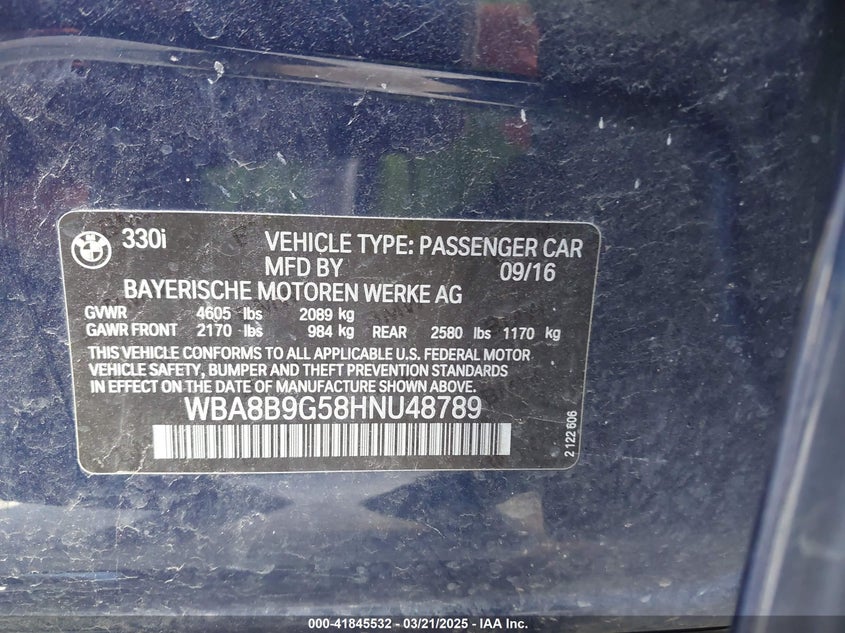 330i VEHICLE TYPE: PASSENGER CAR
MFD BY 09/16
BAYERISCHE MOTOREN WERKE AG
GVWR 4605 lbs 2089 kg
GAWR FRONT 2170 lbs 984 kg REAR 2580 lbs 1170 kg
THIS VEHICLE CONFORMS TO ALL APPLICABLE U.S. FEDERAL MOTOR
VEHICLE SAFETY, BUMPER AND THEFT PREVENTION STANDARDS
IN EFFECT ON THE DATE OF MANUFACTURE SHOWN ABOVE.
WBA8B9G58HNU48789
2 122 606
000-41845532 - 03/21/2025 - IAA Inc.